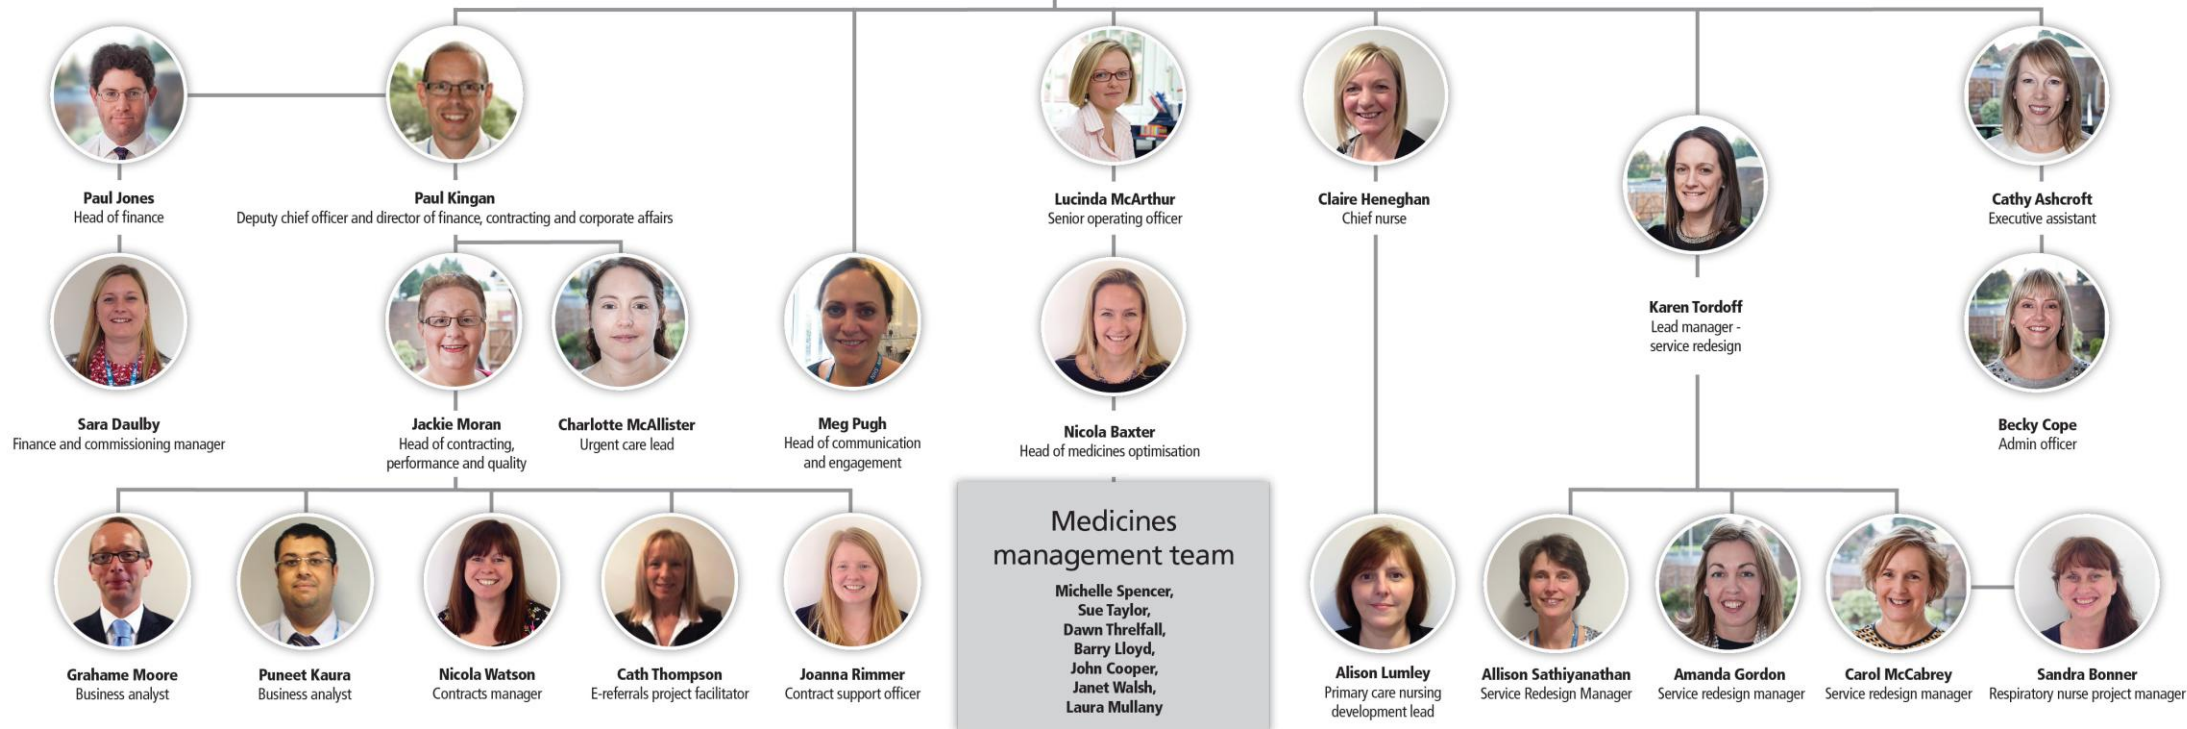 Paul Jones
Head of finance
Paul Kingan
Deputy chief officer and director of finance, contracting and corporate affairs
Lucinda McArthur
Senior operating officer
Claire Heneghan
Chief nurse
Cathy Ashcroft
Executive assistant
Karen Tordoff
Lead manager -
service redesign
Sara Daulby
Finance and commissioning manager
Jackie Moran
Head of contracting,
performance and quality
Charlotte McAllister
Urgent care lead
Meg Pugh
Head of communication
and engagement
Nicola Baxter
Head of medicines optimisation
Becky Cope
Admin officer
Medicines
management team
Michelle Spencer,
Sue Taylor,
Dawn Threlfall,
Barry Lloyd,
John Cooper,
Janet Walsh,
Laura Mullany
Grahame Moore
Business analyst
Puneet Kaura
Business analyst
Nicola Watson
Contracts manager
Cath Thompson
E-referrals project facilitator
Joanna Rimmer
Contract support officer
Alison Lumley
Primary care nursing
development lead
Allison Sathiyanathan
Service Redesign Manager
Amanda Gordon
Service redesign manager
Carol McCabrey
Service redesign manager
Sandra Bonner
Respiratory nurse project manager